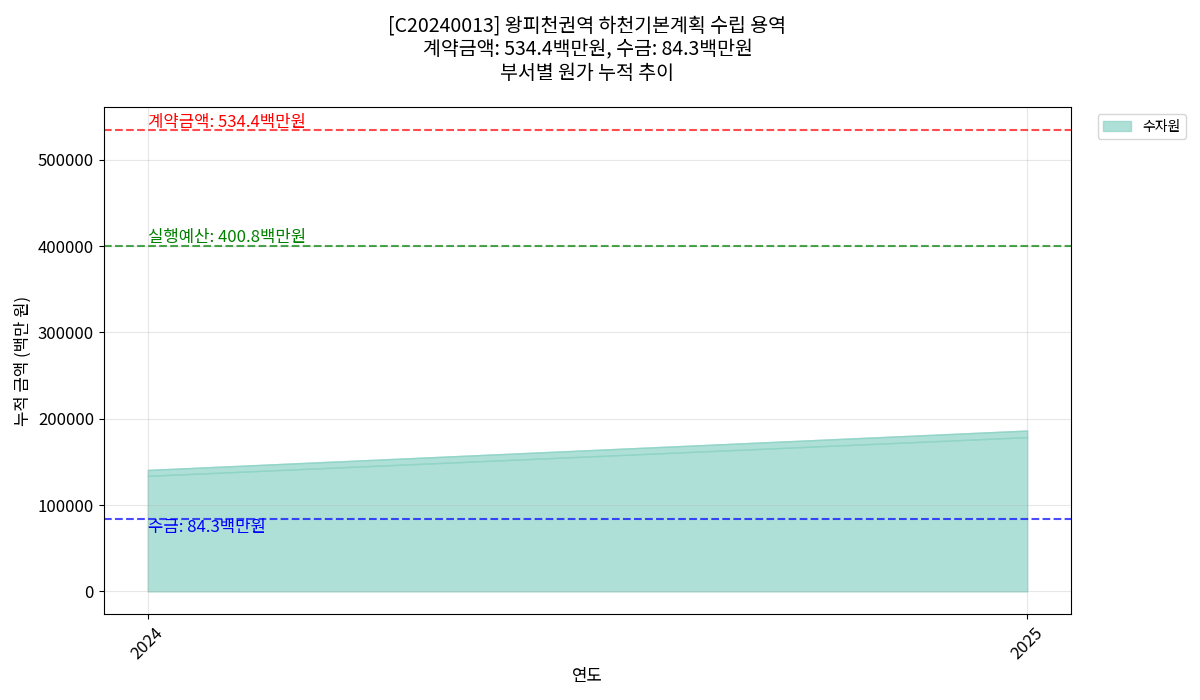 [C20240013] 왕피천권역 하천기본계획 수립 용역
계약금액: 534.4백만원, 수금: 84.3백만원
부서별 원가 누적 추이
계약금액: 534.4백만원
수자원
500000
실행예산: 400.8백만원
400000
누적 금액 (백만 원)
300000
200000
100000
수금: 84.3백만원
0
2024
2025
연도